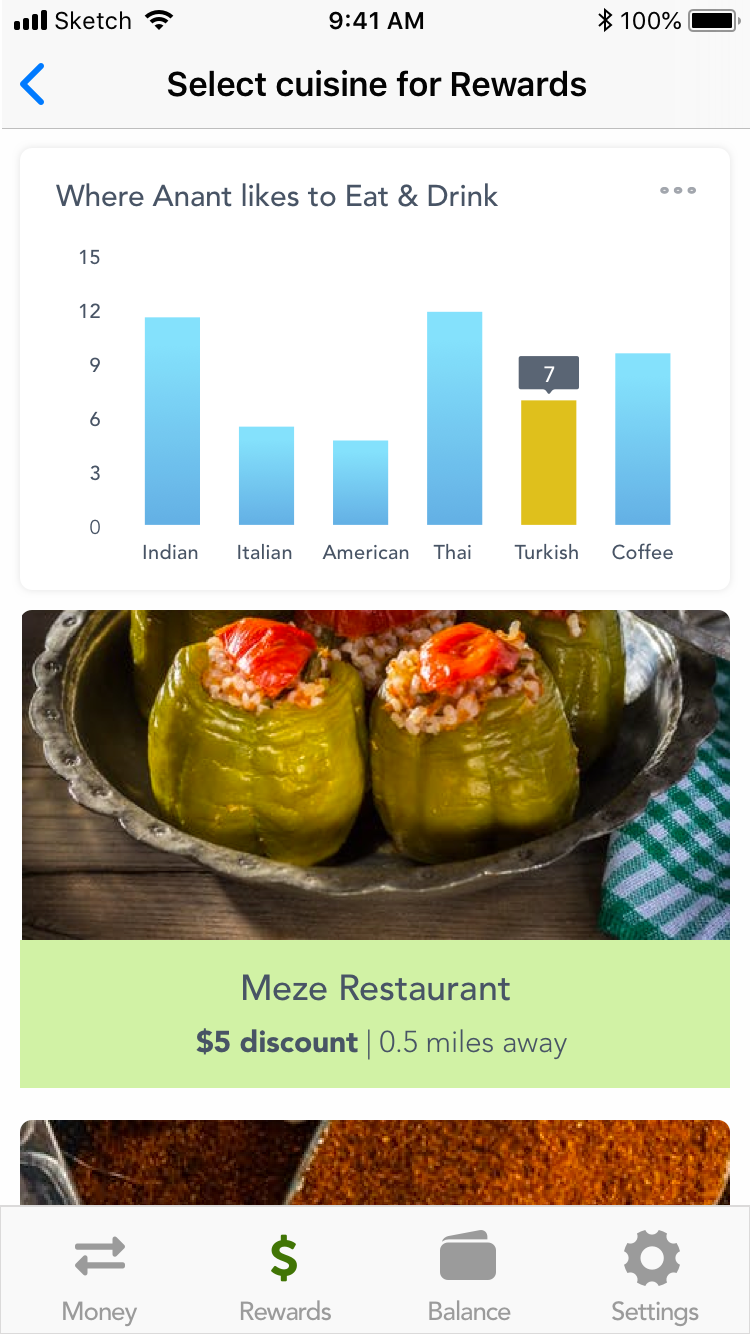 Sketch 9:41 AM 100%
Select cuisine for Rewards
Where Anant likes to Eat & Drink
15
12
9
6
3
0
7
Indian Italian American Thai Turkish Coffee
Meze Restaurant
$5 discount | 0.5 miles away
Money Rewards Balance Settings